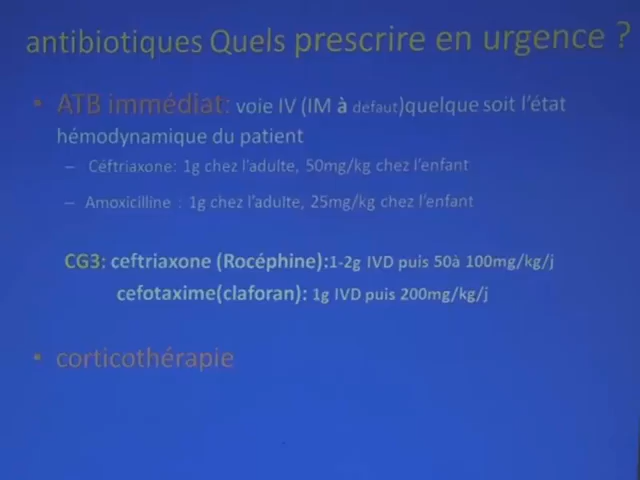 antibiotiques Quels prescrire en urgence ?
• ATB immédiat: voie IV (IM à défaut)quelque soit l'état
hémodynamique du patient
– Céftriaxone: 1g chez l'adulte, 50mg/kg chez l'enfant
– Amoxicilline : 1g chez l'adulte, 25mg/kg chez l'enfant
CG3: ceftriaxone (Rocéphine):1-2g IVD puis 50à 100mg/kg/j
cefotaxime(claforan): 1g IVD puis 200mg/kg/j
• corticothérapie